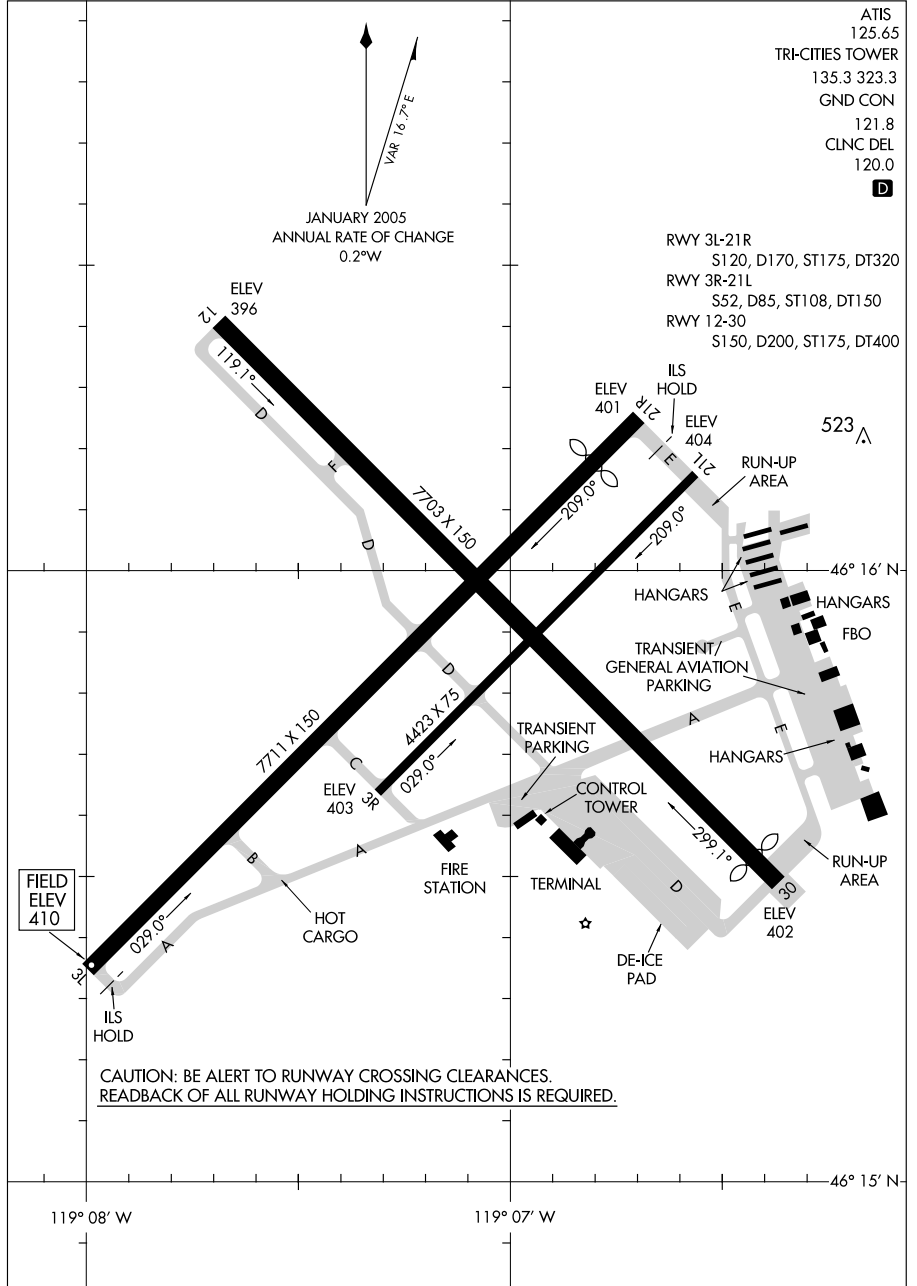 ATIS
125.65
TRI-CITIES TOWER
135.3 323.3
GND CON
121.8
CLNC DEL
120.0
D
VAR 16.7° E
JANUARY 2005
ANNUAL RATE OF CHANGE
0.2°W
RWY 3L-21R
S120, D170, ST175, DT320
RWY 3R-21L
S52, D85, ST108, DT150
RWY 12-30
S150, D200, ST175, DT400
ELEV
396
12
119.1°
D
F
7703 X 150
D
ELEV
401
21R
ILS
HOLD
E
ELEV
404
21L
523
RUN-UP
AREA
209.0°
209.0°
46° 16' N
HANGARS
E
HANGARS
FBO
TRANSIENT/
GENERAL AVIATION
PARKING
D
7711 X 150
4423 X 75
A
E
TRANSIENT
PARKING
HANGARS
C
ELEV
403
3R
029.0°
CONTROL
TOWER
299.1°
B
A
FIRE
STATION
TERMINAL
D
RUN-UP
AREA
30
ELEV
402
FIELD
ELEV
410
029.0°
A
HOT
CARGO
DE-ICE
PAD
3L
ILS
HOLD
CAUTION: BE ALERT TO RUNWAY CROSSING CLEARANCES.
READBACK OF ALL RUNWAY HOLDING INSTRUCTIONS IS REQUIRED.
46° 15' N
119° 08' W
119° 07' W